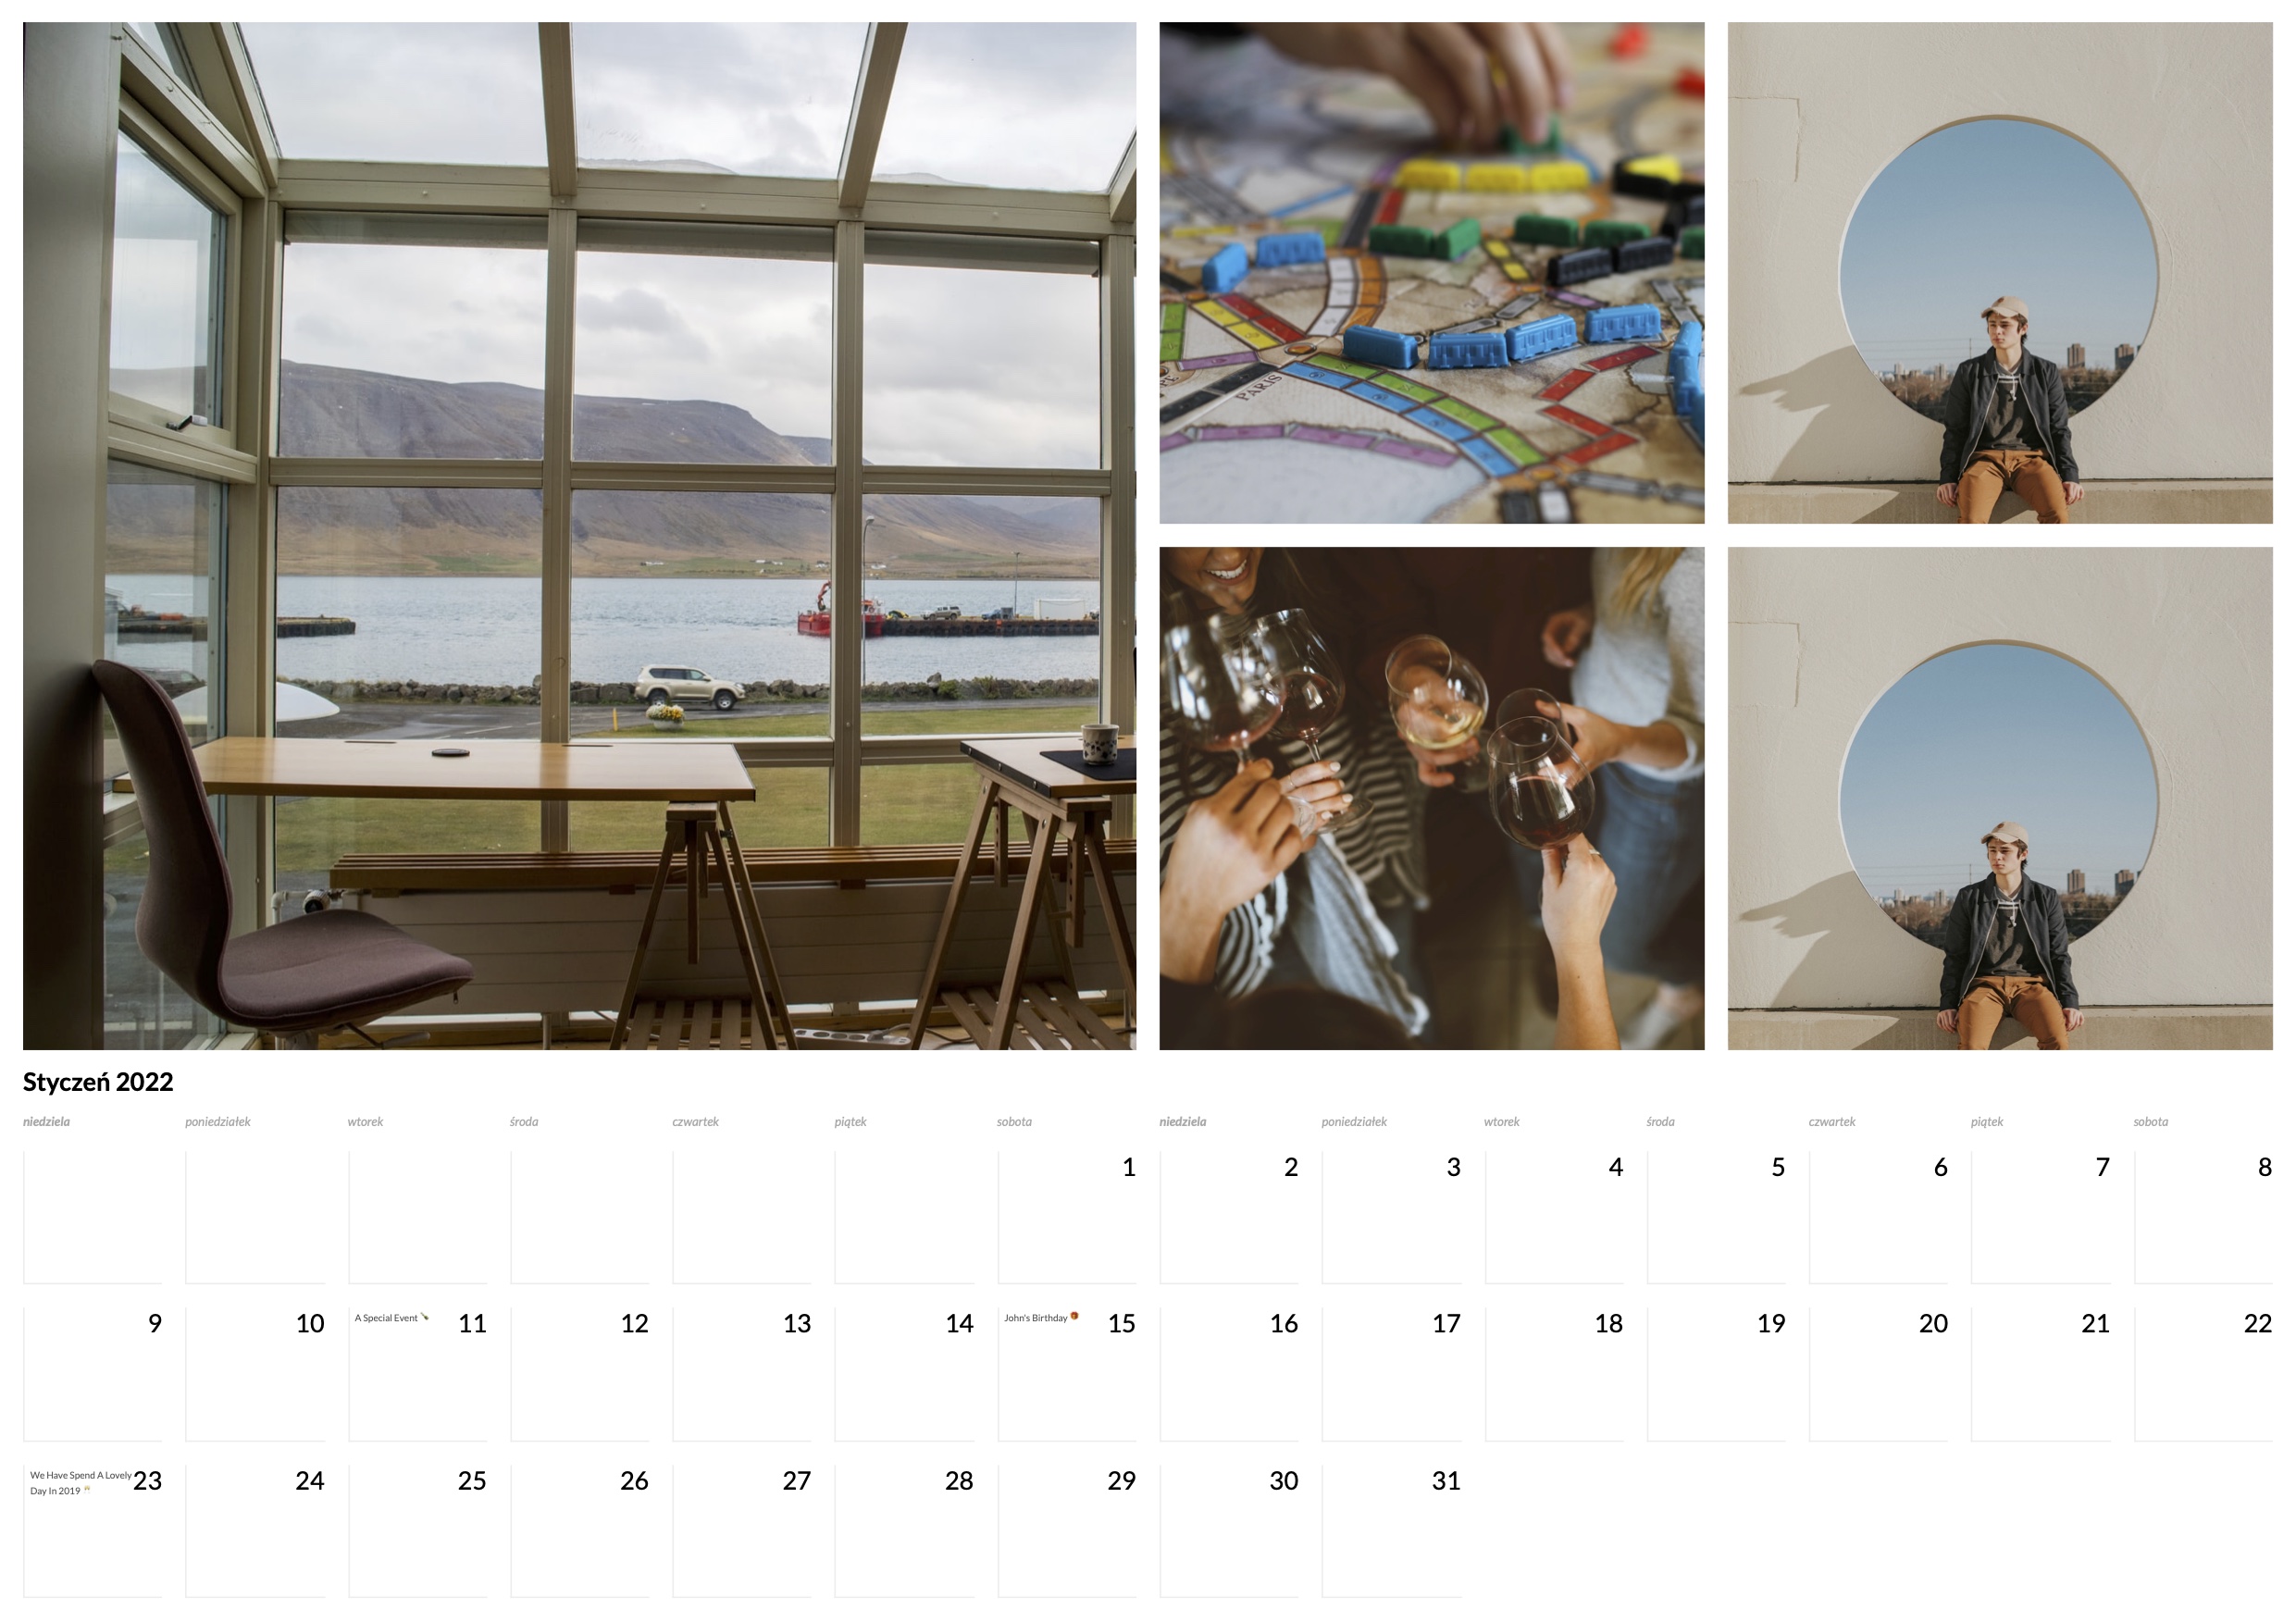 PARIS
Styczeń 2022
niedziela poniedziałek wtorek środa czwartek piątek sobota niedziela poniedziałek wtorek środa czwartek piątek sobota
1 2 3 4 5 6 7 8
9 10 A Special Event 11 12 13 14 John's Birthday 15 16 17 18 19 20 21 22
We Have Spend A Lovely 23 24 25 26 27 28 29 30 31
Day In 2019